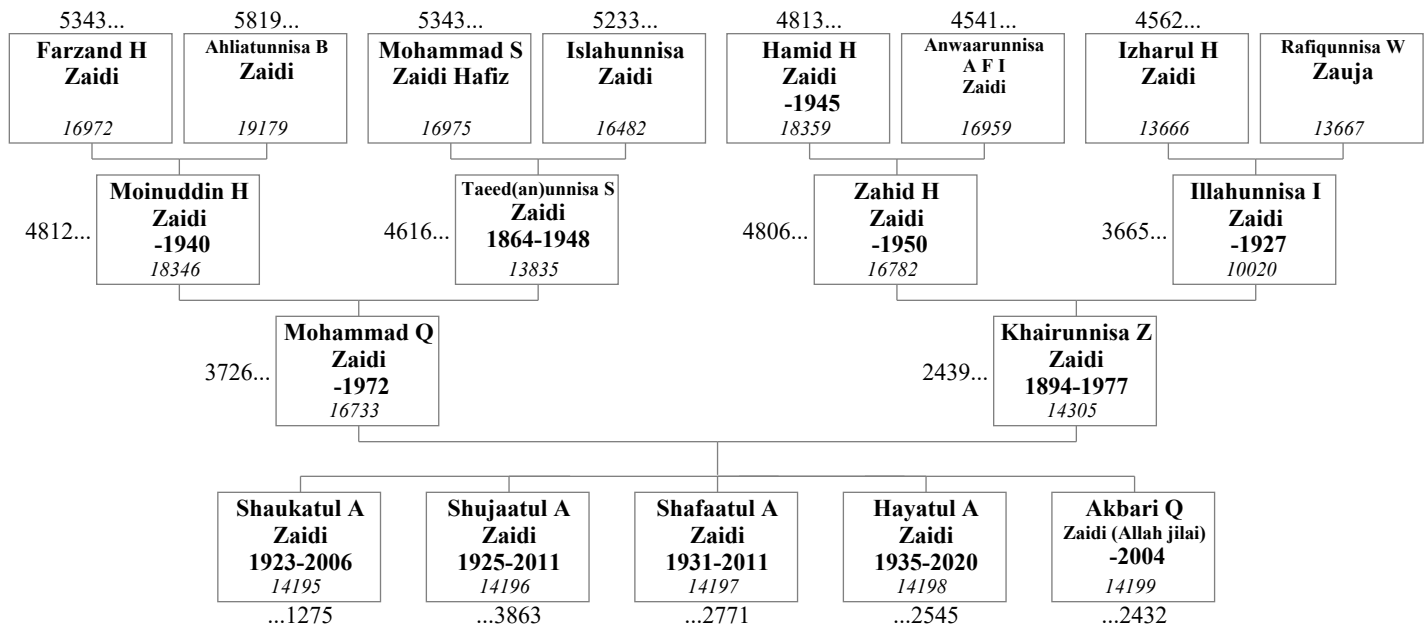 5343... 5819... 5343... 5233... 4813... 4541... 4562...
Farzand H
Zaidi
16972
Ahliatunnisa B
Zaidi
19179
Mohammad S
Zaidi Hafiz
16975
Islahunnisa
Zaidi
16482
Hamid H
Zaidi
-1945
18359
Anwaarunnisa
A F I
Zaidi
16959
Izharul H
Zaidi
13666
Rafiqunnisa W
Zauja
13667
4812...
Moinuddin H
Zaidi
-1940
18346
4616...
Taeed(an)unnisa S
Zaidi
1864-1948
13835
4806...
Zahid H
Zaidi
-1950
16782
3665...
Illahunnisa I
Zaidi
-1927
10020
3726...
Mohammad Q
Zaidi
-1972
16733
2439...
Khairunnisa Z
Zaidi
1894-1977
14305
Shaukatul A
Zaidi
1923-2006
14195
...1275
Shujaatul A
Zaidi
1925-2011
14196
...3863
Shafaatul A
Zaidi
1931-2011
14197
...2771
Hayatul A
Zaidi
1935-2020
14198
...2545
Akbari Q
Zaidi (Allah jilai)
-2004
14199
...2432